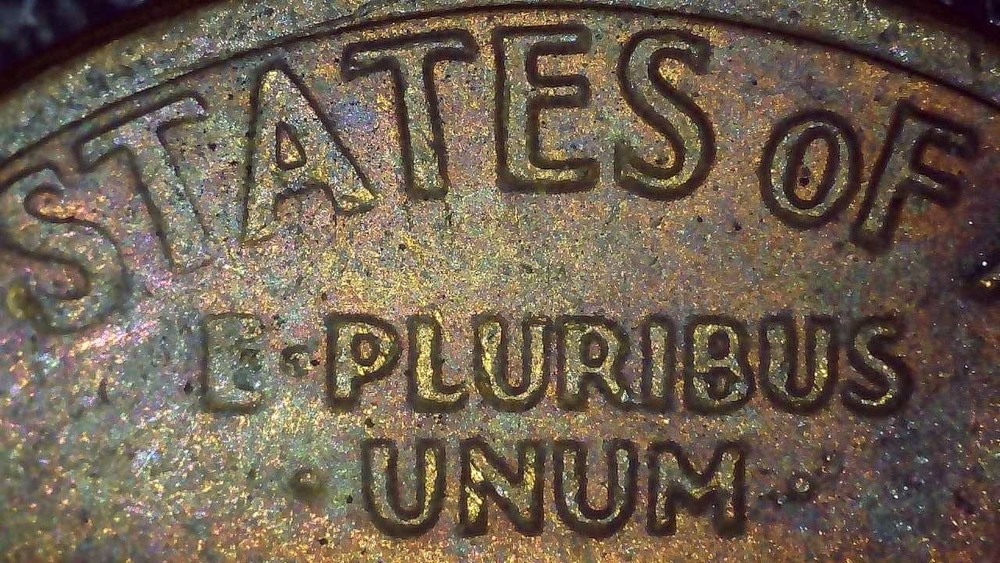 STATES OF
E·PLURIBUS
·UNUM·